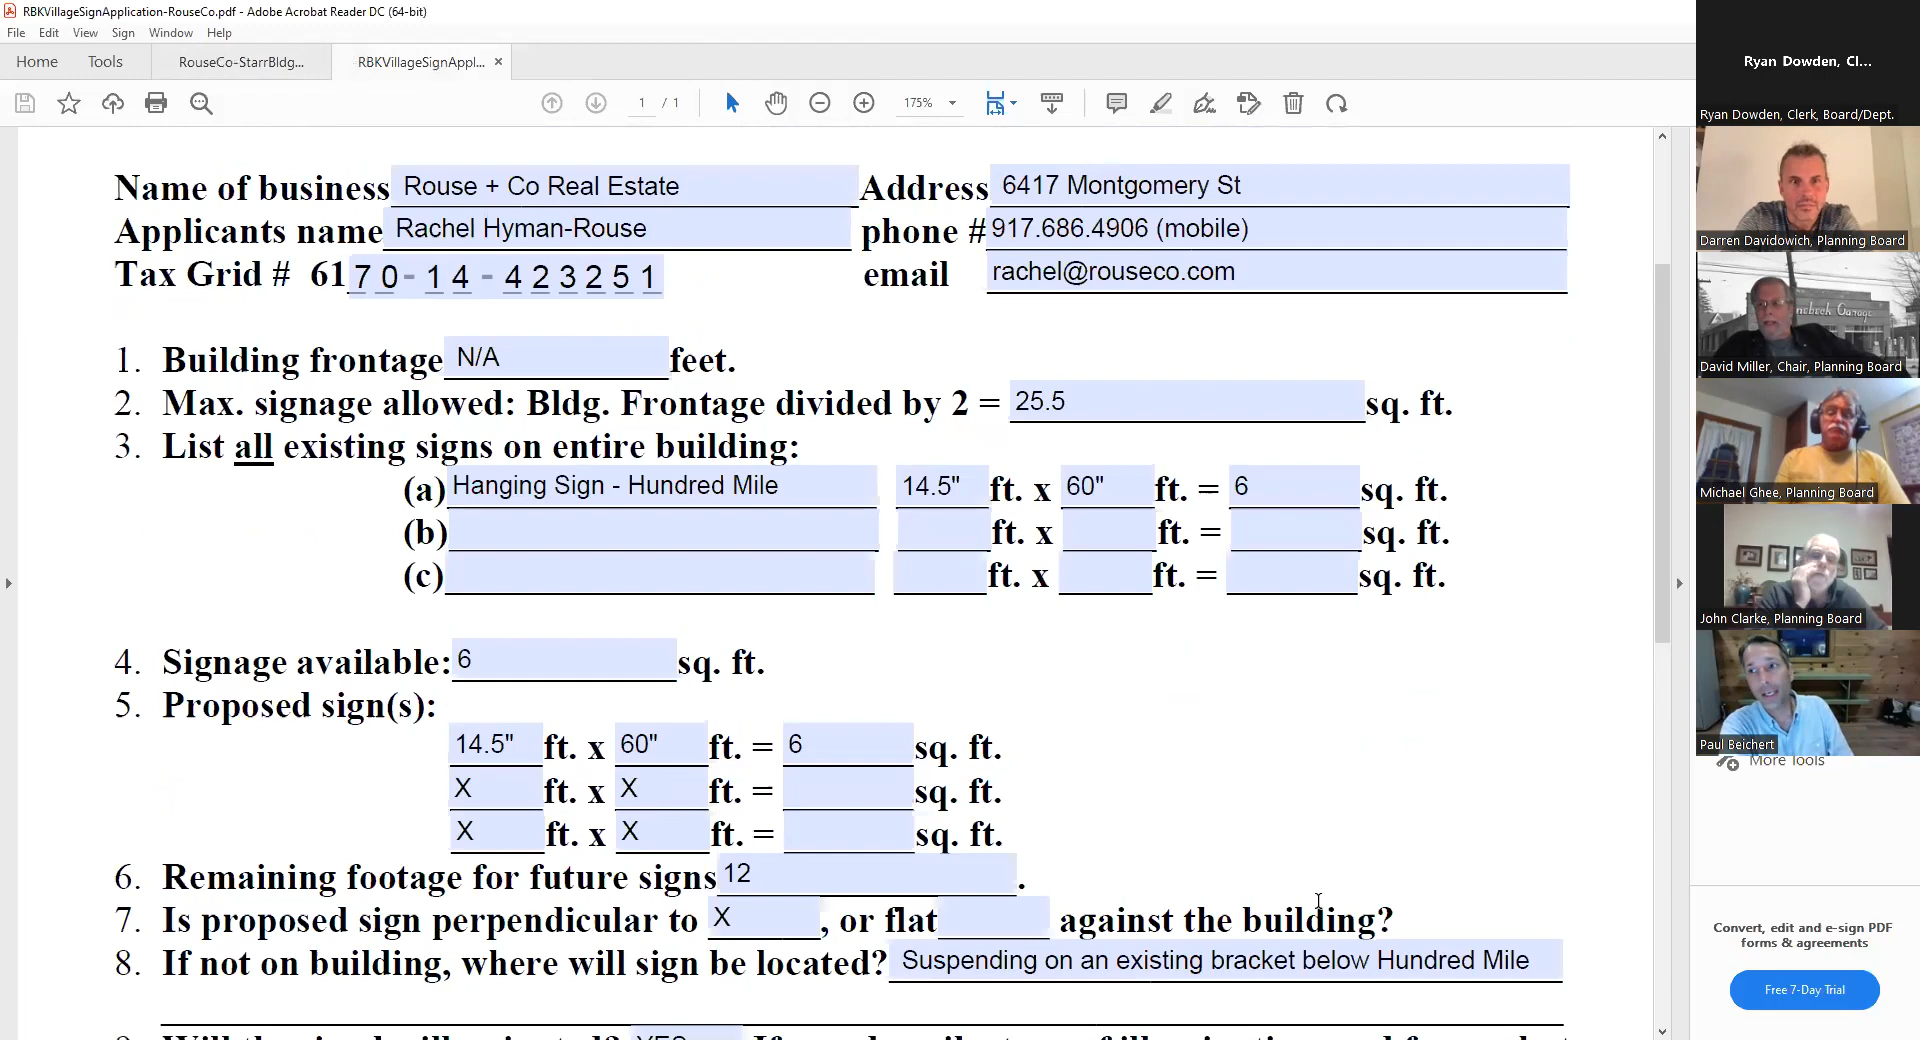 RBKVillageSignApplication-RouseCo.pdf - Adobe Acrobat Reader DC (64-bit)
File Edit View Sign Window Help
Home Tools RouseCo-StarrBldg... RBKVillageSignAppl... ×
1 / 1 175%
Name of business Rouse + Co Real Estate Address 6417 Montgomery St
Applicants name Rachel Hyman-Rouse phone # 917.686.4906 (mobile)
Tax Grid # 61 70-14-423251 email rachel@rouseco.com
1. Building frontage N/A feet.
2. Max. signage allowed: Bldg. Frontage divided by 2 = 25.5 sq. ft.
3. List all existing signs on entire building:
(a) Hanging Sign - Hundred Mile 14.5" ft. x 60" ft. = 6 sq. ft.
(b) ft. x ft. = sq. ft.
(c) ft. x ft. = sq. ft.
4. Signage available: 6 sq. ft.
5. Proposed sign(s):
14.5" ft. x 60" ft. = 6 sq. ft.
X ft. x X ft. = sq. ft.
X ft. x X ft. = sq. ft.
6. Remaining footage for future signs 12 .
7. Is proposed sign perpendicular to X , or flat against the building?
8. If not on building, where will sign be located? Suspending on an existing bracket below Hundred Mile
Ryan Dowden, Cl...
Ryan Dowden, Clerk, Board/Dept.
Darren Davidowich, Planning Board
Garage
David Miller, Chair, Planning Board
Michael Ghee, Planning Board
John Clarke, Planning Board
Paul Beichert
More Tools
Convert, edit and e-sign PDF
forms & agreements
Free 7-Day Trial